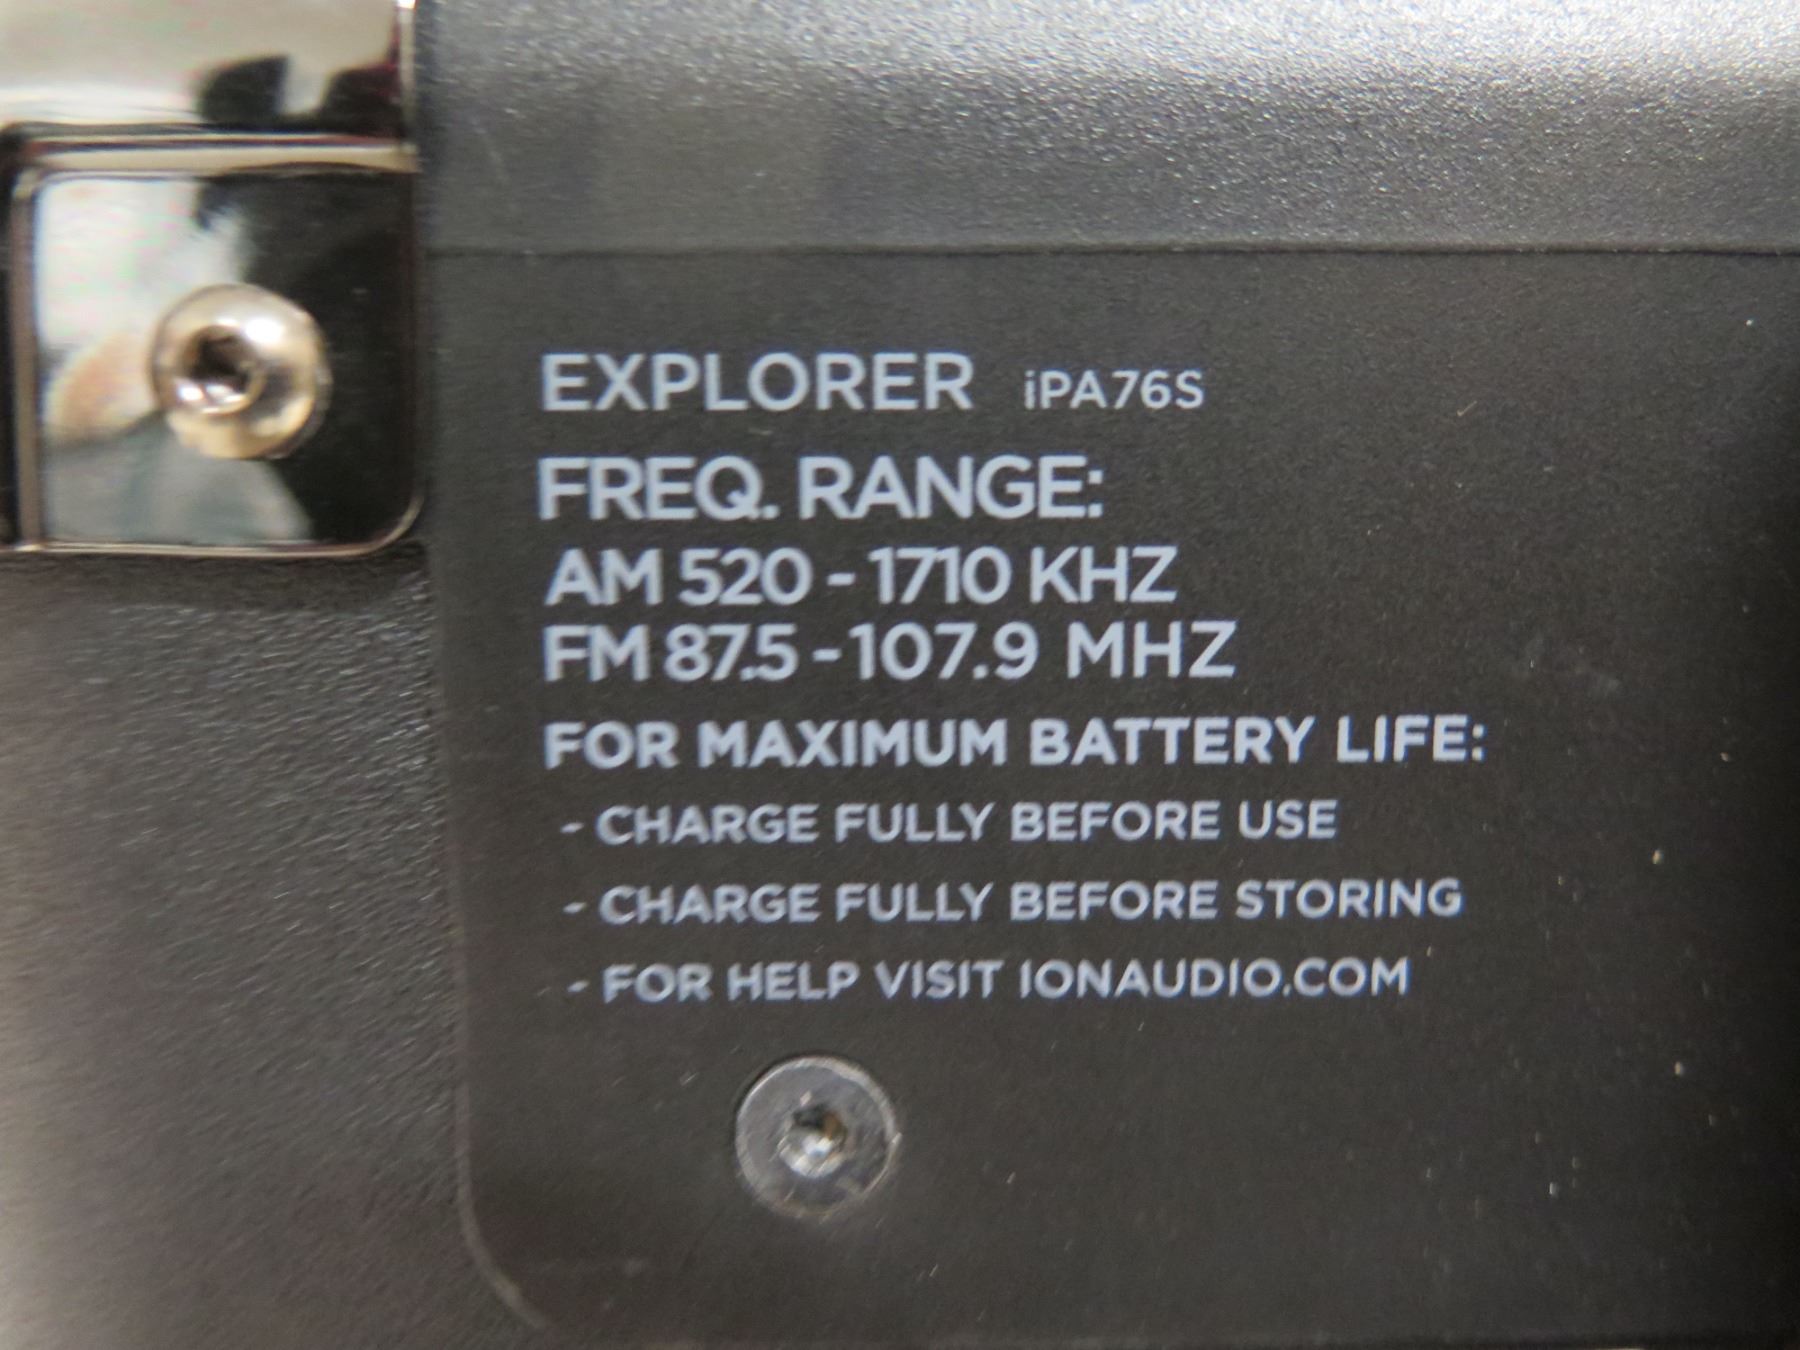 EXPLORER iPA76S
FREQ. RANGE:
AM 520 - 1710 KHZ
FM 87.5 - 107.9 MHZ
FOR MAXIMUM BATTERY LIFE:
- CHARGE FULLY BEFORE USE
- CHARGE FULLY BEFORE STORING
- FOR HELP VISIT IONAUDIO.COM